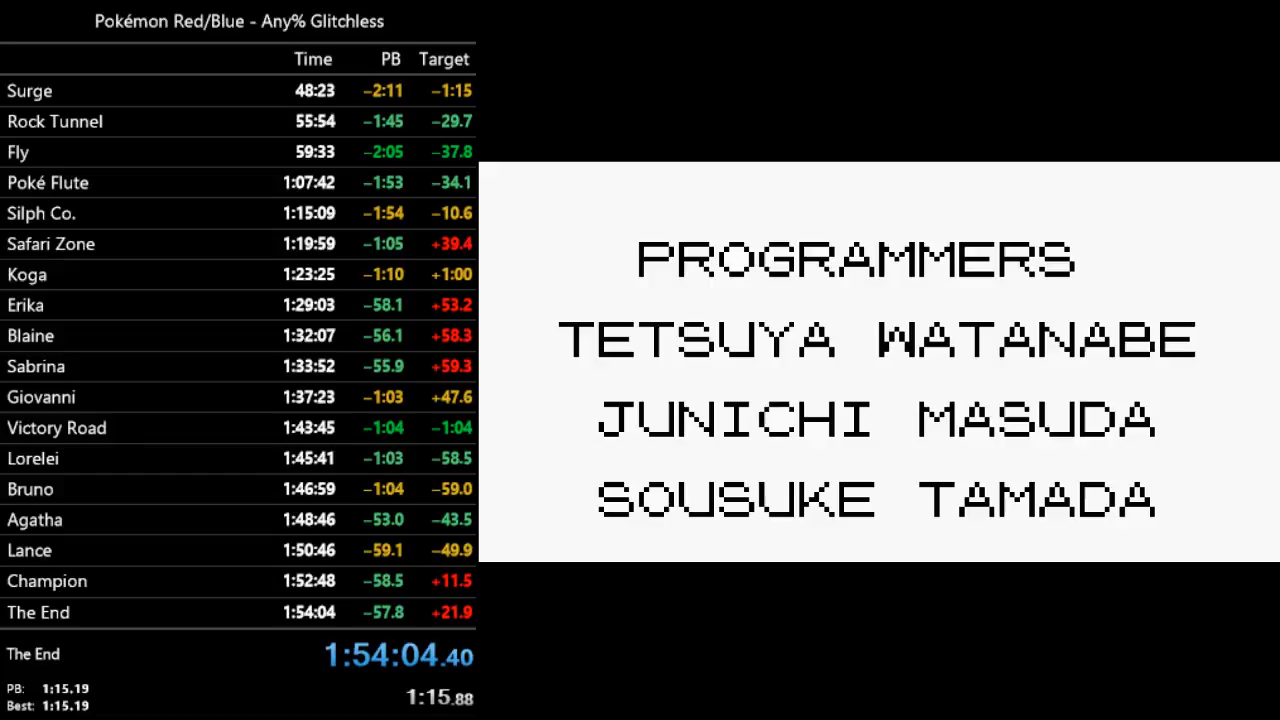 Pokémon Red/Blue - Any% Glitchless
Time PB Target
Surge 48:23 −2:11 −1:15
Rock Tunnel 55:54 −1:45 −29.7
Fly 59:33 −2:05 −37.8
Poké Flute 1:07:42 −1:53 −34.1
Silph Co. 1:15:09 −1:54 −10.6
Safari Zone 1:19:59 −1:05 +39.4
Koga 1:23:25 −1:10 +1:00
Erika 1:29:03 −58.1 +53.2
Blaine 1:32:07 −56.1 +58.3
Sabrina 1:33:52 −55.9 +59.3
Giovanni 1:37:23 −1:03 +47.6
Victory Road 1:43:45 −1:04 −1:04
Lorelei 1:45:41 −1:03 −58.5
Bruno 1:46:59 −1:04 −59.0
Agatha 1:48:46 −53.0 −43.5
Lance 1:50:46 −59.1 −49.9
Champion 1:52:48 −58.5 +11.5
The End 1:54:04 −57.8 +21.9
The End 1:54:04.40
PB: 1:15.19
Best: 1:15.19
1:15.88
PROGRAMMERS
TETSUYA WATANABE
JUNICHI MASUDA
SOUSUKE TAMADA